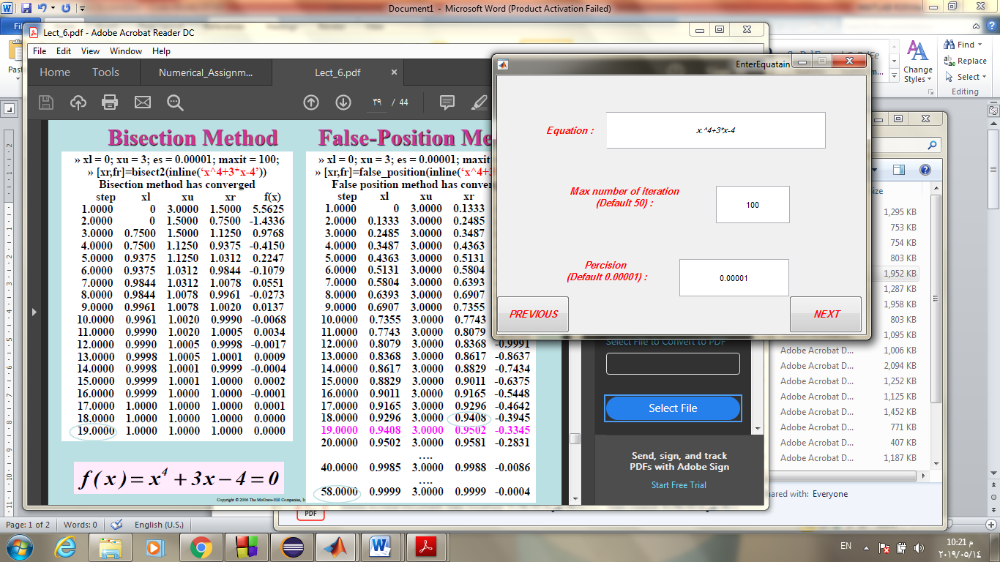 Document1 - Microsoft Word (Product Activation Failed)
Lect_6.pdf - Adobe Acrobat Reader DC
File Edit View Window Help
Home Tools Numerical_Assignm... Lect_6.pdf ×
٣٩ / 44
Bisection Method
» xl = 0; xu = 3; es = 0.00001; maxit = 100;
» [xr,fr]=bisect2(inline(‘x^4+3*x-4’))
Bisection method has converged
step xl xu xr f(x)
1.0000 0 3.0000 1.5000 5.5625
2.0000 0 1.5000 0.7500 -1.4336
3.0000 0.7500 1.5000 1.1250 0.9768
4.0000 0.7500 1.1250 0.9375 -0.4150
5.0000 0.9375 1.1250 1.0312 0.2247
6.0000 0.9375 1.0312 0.9844 -0.1079
7.0000 0.9844 1.0312 1.0078 0.0551
8.0000 0.9844 1.0078 0.9961 -0.0273
9.0000 0.9961 1.0078 1.0020 0.0137
10.0000 0.9961 1.0020 0.9990 -0.0068
11.0000 0.9990 1.0020 1.0005 0.0034
12.0000 0.9990 1.0005 0.9998 -0.0017
13.0000 0.9998 1.0005 1.0001 0.0009
14.0000 0.9998 1.0001 0.9999 -0.0004
15.0000 0.9999 1.0001 1.0000 0.0002
16.0000 0.9999 1.0000 1.0000 -0.0001
17.0000 1.0000 1.0000 1.0000 0.0001
18.0000 1.0000 1.0000 1.0000 0.0000
19.0000 1.0000 1.0000 1.0000 0.0000
f(x) = x⁴ + 3x – 4 = 0
False-Position Me
» xl = 0; xu = 3; es = 0.00001; maxit
» [xr,fr]=false_position(inline(‘x^4+3
False position method has conver
step xl xu xr
1.0000 0 3.0000 0.1333
2.0000 0.1333 3.0000 0.2485
3.0000 0.2485 3.0000 0.3487
4.0000 0.3487 3.0000 0.4363
5.0000 0.4363 3.0000 0.5131
6.0000 0.5131 3.0000 0.5804
7.0000 0.5804 3.0000 0.6393
8.0000 0.6393 3.0000 0.6907
9.0000 0.6907 3.0000 0.7355
10.0000 0.7355 3.0000 0.7743
11.0000 0.7743 3.0000 0.8079
12.0000 0.8079 3.0000 0.8368 -0.9991
13.0000 0.8368 3.0000 0.8617 -0.8637
14.0000 0.8617 3.0000 0.8829 -0.7434
15.0000 0.8829 3.0000 0.9011 -0.6375
16.0000 0.9011 3.0000 0.9165 -0.5448
17.0000 0.9165 3.0000 0.9296 -0.4642
18.0000 0.9296 3.0000 0.9408 -0.3945
19.0000 0.9408 3.0000 0.9502 -0.3345
20.0000 0.9502 3.0000 0.9581 -0.2831
....
40.0000 0.9985 3.0000 0.9988 -0.0086
....
58.0000 0.9999 3.0000 0.9999 -0.0004
Copyright © 2006 The McGraw-Hill Companies, In
EnterEquatain
Equation : x.^4+3*x-4
Max number of iteration
(Default 50) : 100
Percision
(Default 0.00001) : 0.00001
PREVIOUS NEXT
Select File to Convert to PDF
Select File
Send, sign, and track
PDFs with Adobe Sign
Start Free Trial
Change
Styles
Find
Replace
Select
Editing
1,295 KB
753 KB
754 KB
803 KB
1,952 KB
1,287 KB
1,958 KB
803 KB
1,095 KB
Adobe Acrobat D... 1,006 KB
Adobe Acrobat D... 2,094 KB
Adobe Acrobat D... 1,252 KB
Adobe Acrobat D... 1,125 KB
Adobe Acrobat D... 1,452 KB
Adobe Acrobat D... 771 KB
Adobe Acrobat D... 407 KB
Adobe Acrobat D... 1,187 KB
Everyone
PDF
Page: 1 of 2 Words: 0 English (U.S.)
EN
10:21 م
٢٠١٩/٠٥/١٤